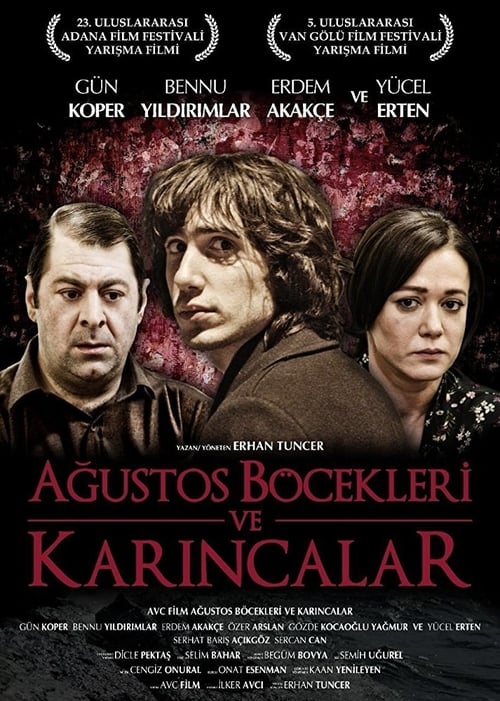 23. ULUSLARARASI
ADANA FİLM FESTİVALİ
YARIŞMA FİLMİ
5. ULUSLARARASI
VAN GÖLÜ FİLM FESTİVALİ
YARIŞMA FİLMİ
GÜN KOPER
BENNU YILDIRIMLAR
ERDEM AKAKÇE
VE
YÜCEL ERTEN
YAZAN/ YÖNETEN ERHAN TUNCER
AĞUSTOS BÖCEKLERİ
VE
KARINCALAR
AVC FİLM AĞUSTOS BÖCEKLERİ VE KARINCALAR
GÜN KOPER BENNU YILDIRIMLAR ERDEM AKAKÇE ÖZER ARSLAN GÖZDE KOCAOĞLU YAĞMUR VE YÜCEL ERTEN
SERHAT BARIŞ AÇIKGÖZ SERCAN CAN
DİCLE PEKTAŞ SELİM BAHAR BEGÜM BOVYA SEMİH UĞUREL
CENGİZ ONURAL ONAT ESENMAN KAAN YENİLEYEN
AVC FİLM İLKER AVCI ERHAN TUNCER